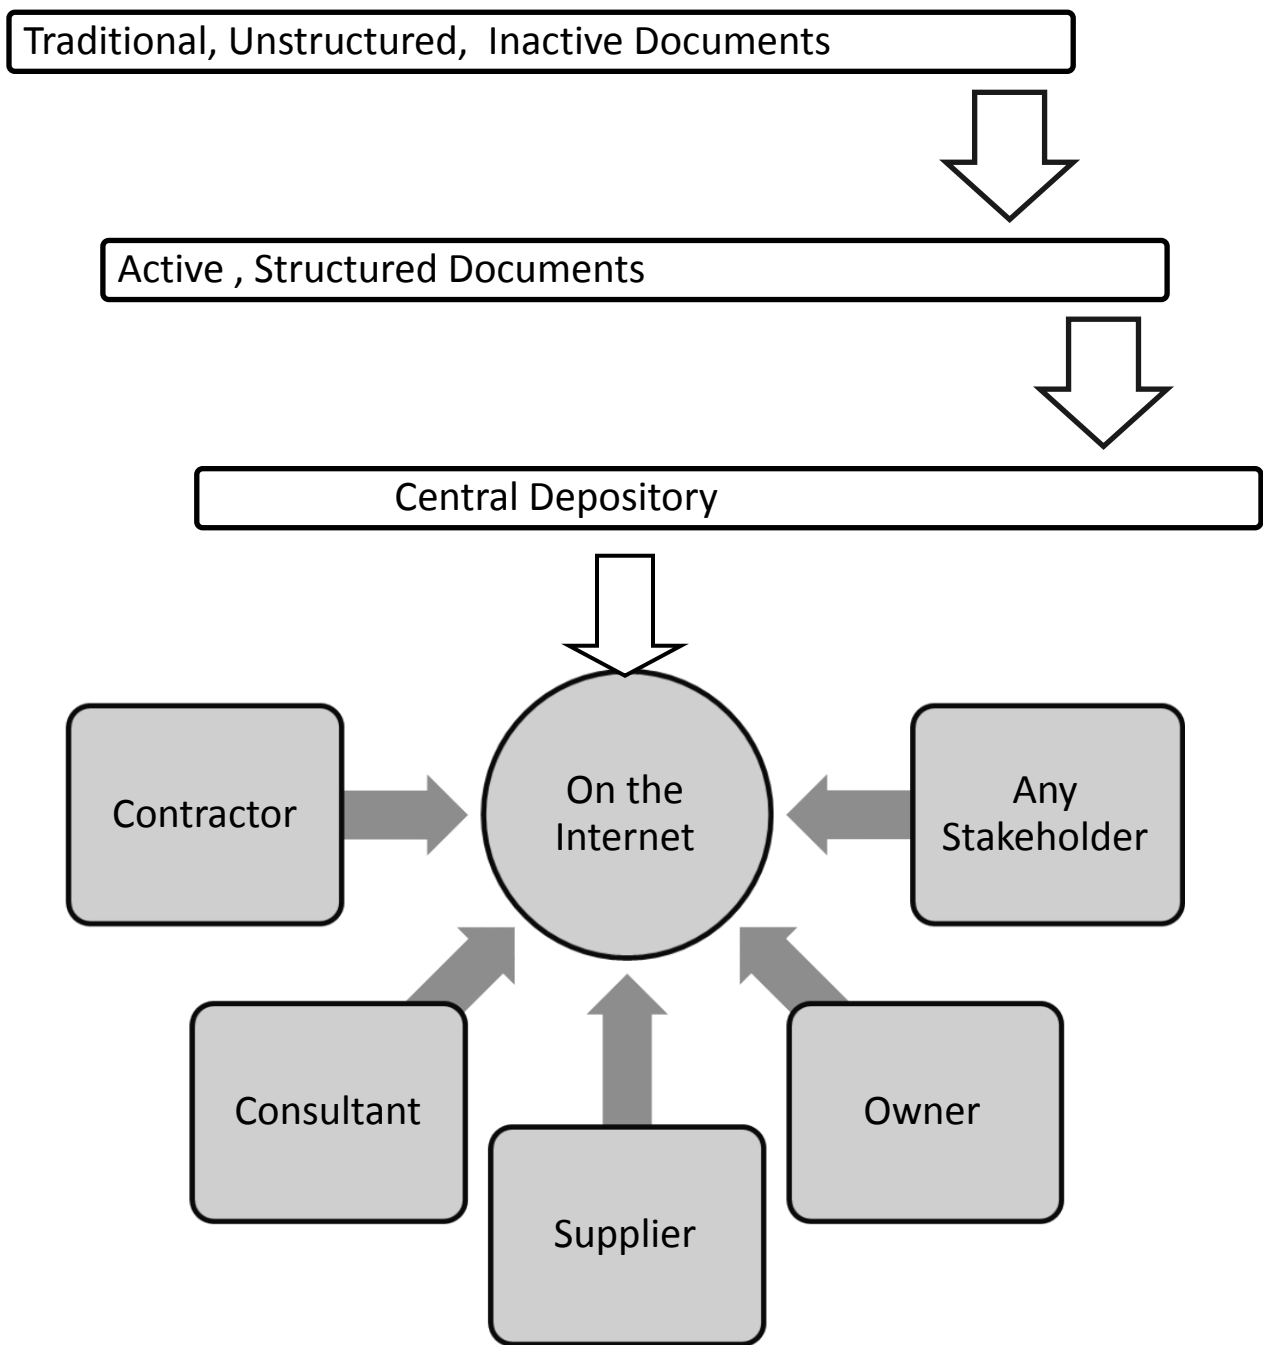 Traditional, Unstructured,  Inactive Documents
Active , Structured Documents
Central Depository
On the
Internet
Contractor
Any
Stakeholder
Consultant
Owner
Supplier